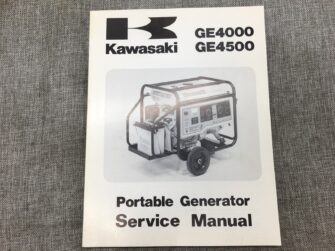 Kawasaki
GE4000
GE4500
Portable Generator
Service Manual